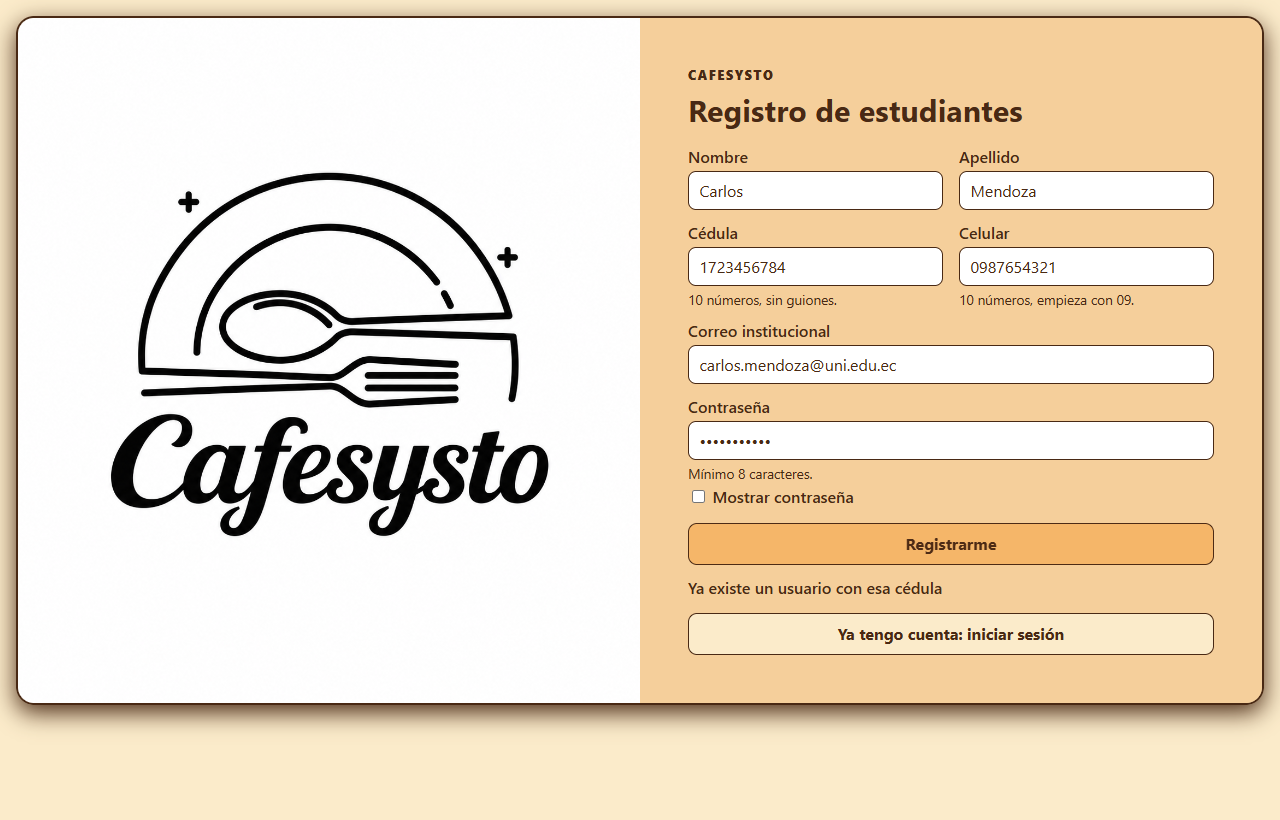 Cafesysto
CAFESYSTO
Registro de estudiantes
Nombre Apellido
Carlos Mendoza
Cédula Celular
1723456784 0987654321
10 números, sin guiones. 10 números, empieza con 09.
Correo institucional
carlos.mendoza@uni.edu.ec
Contraseña
•••••••••••
Mínimo 8 caracteres.
Mostrar contraseña
Registrarme
Ya existe un usuario con esa cédula
Ya tengo cuenta: iniciar sesión